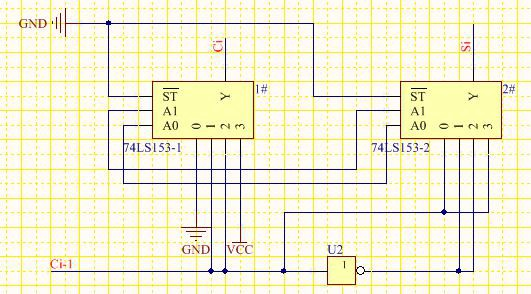 GND
Ci
Si
1#
2#
ST Y
A1
A0 0 1 2 3
ST Y
A1
A0 0 1 2 3
74LS153-1
74LS153-2
GND
VCC
U2
Ci-1
1